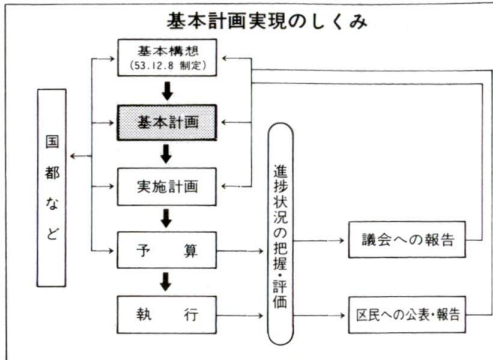 基本計画実現のしくみ
基本構想
(53.12.8 制定)
基本計画
国都など
実施計画
進捗状況の把握・評価
予　算
議会への報告
執　行
区民への公表・報告